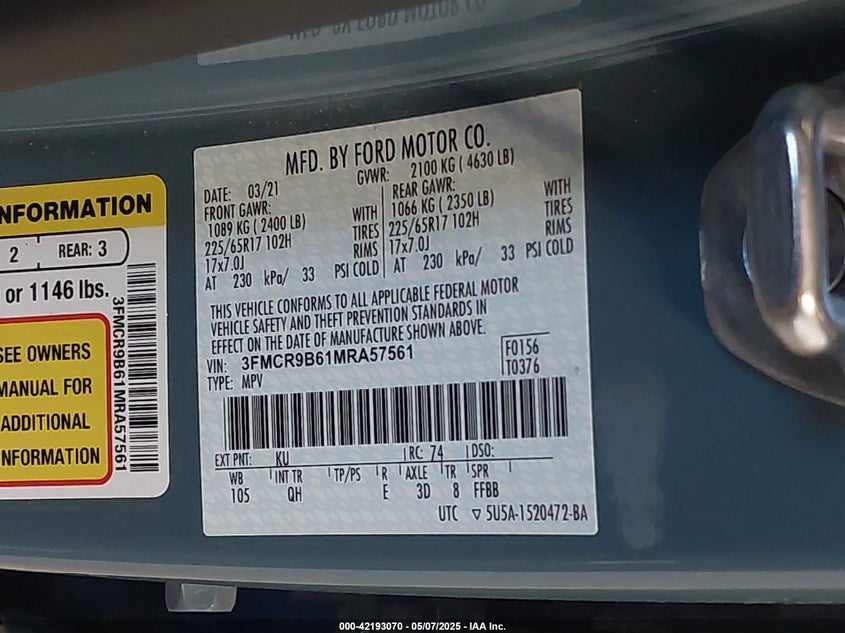 MFD. BY FORD MOTOR CO.
DATE: 03/21
GVWR: 2100 KG ( 4630 LB)
FRONT GAWR:
1089 KG ( 2400 LB) WITH
225/65R17 102H TIRES
17x7.0J RIMS
AT 230 kPa/ 33 PSI COLD
REAR GAWR:
1066 KG ( 2350 LB) WITH
225/65R17 102H TIRES
17x7.0J RIMS
AT 230 kPa/ 33 PSI COLD
THIS VEHICLE CONFORMS TO ALL APPLICABLE FEDERAL MOTOR
VEHICLE SAFETY AND THEFT PREVENTION STANDARDS IN
EFFECT ON THE DATE OF MANUFACTURE SHOWN ABOVE.
VIN: 3FMCR9B61MRA57561
TYPE: MPV
F0156
T0376
EXT PNT: KU RC: 74 DSO:
WB INT TR TP/PS R AXLE TR SPR
105 QH E 3D 8 FFBB
UTC ▽ 5U5A-1520472-BA
NFORMATION
2 REAR: 3
or 1146 lbs.
SEE OWNERS
MANUAL FOR
ADDITIONAL
NFORMATION
3FMCR9B61MRA57561
000-42193070 - 05/07/2025 - IAA Inc.